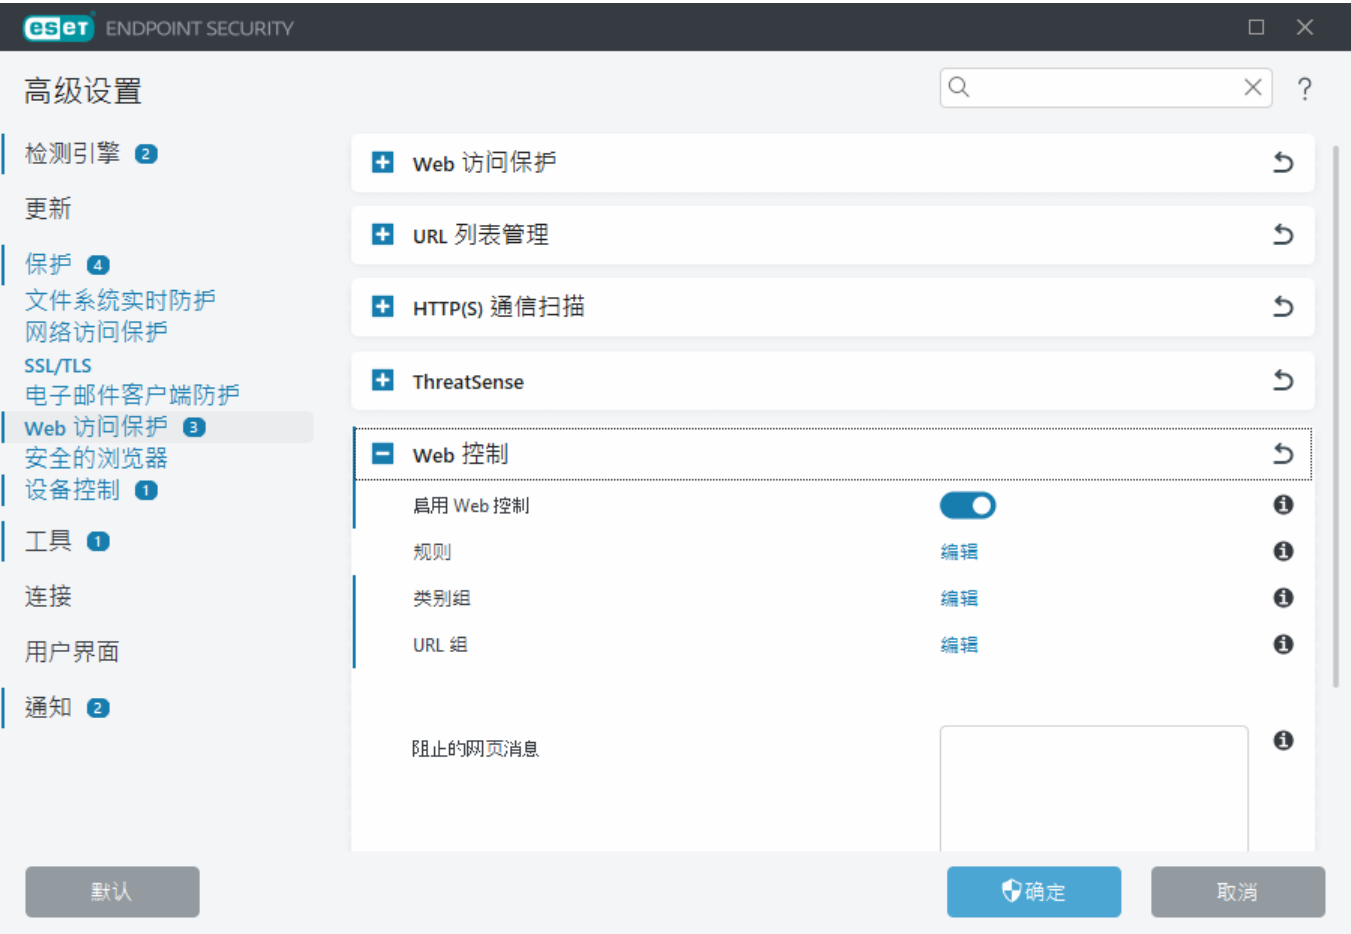 eset ENDPOINT SECURITY
高级设置
?
检测引擎 2
更新
保护 4
文件系统实时防护
网络访问保护
SSL/TLS
电子邮件客户端防护
Web 访问保护 3
安全的浏览器
设备控制 1
工具 1
连接
用户界面
通知 2
Web 访问保护
URL 列表管理
HTTP(S) 通信扫描
ThreatSense
Web 控制
启用 Web 控制
规则 编辑
类别组 编辑
URL 组 编辑
阻止的网页消息
默认
确定
取消